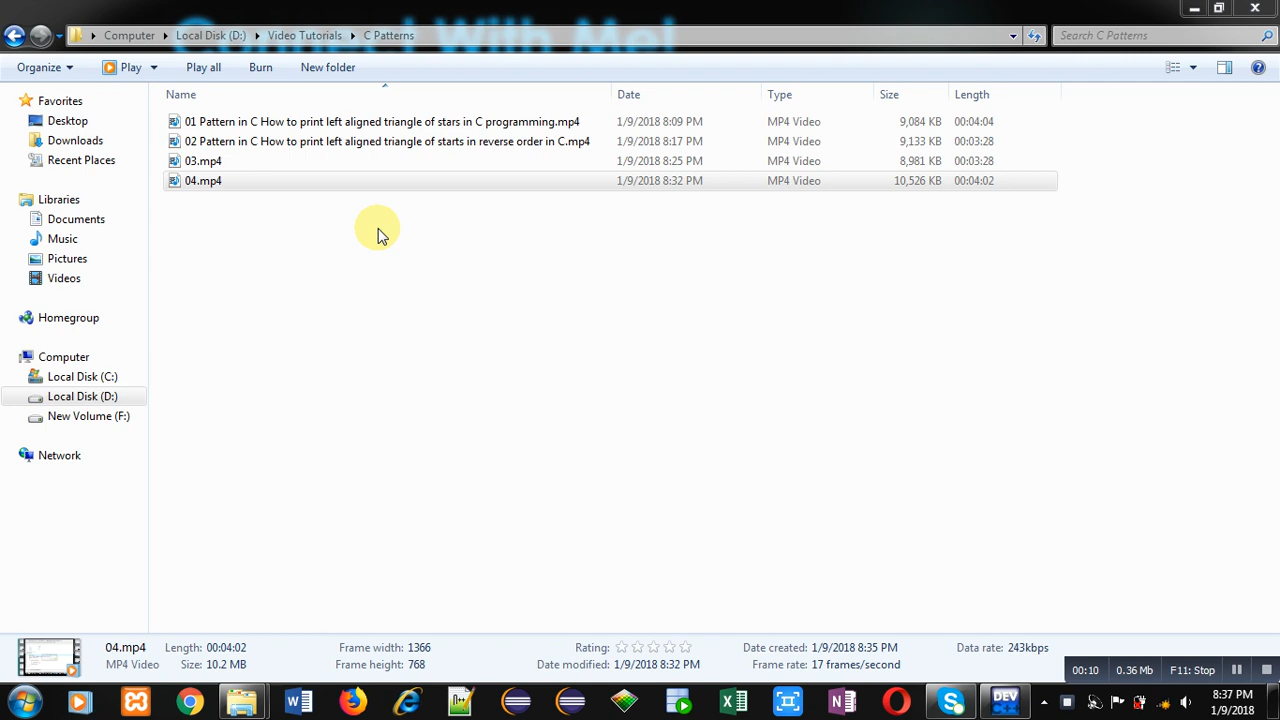 Connect With Me!
Computer Local Disk (D:) Video Tutorials C Patterns Search C Patterns
Organize Play Play all Burn New folder
Name Date Type Size Length
01 Pattern in C How to print left aligned triangle of stars in C programming.mp4 1/9/2018 8:09 PM MP4 Video 9,084 KB 00:04:04
02 Pattern in C How to print left aligned triangle of starts in reverse order in C.mp4 1/9/2018 8:17 PM MP4 Video 9,133 KB 00:03:28
03.mp4 1/9/2018 8:25 PM MP4 Video 8,981 KB 00:03:28
04.mp4 1/9/2018 8:32 PM MP4 Video 10,526 KB 00:04:02
Favorites
Desktop
Downloads
Recent Places
Libraries
Documents
Music
Pictures
Videos
Homegroup
Computer
Local Disk (C:)
Local Disk (D:)
New Volume (F:)
Network
04.mp4 Length: 00:04:02 Frame width: 1366 Rating: Date created: 1/9/2018 8:35 PM Data rate: 243kbps
MP4 Video Size: 10.2 MB Frame height: 768 Date modified: 1/9/2018 8:32 PM Frame rate: 17 frames/second
00:10 0.36 Mb F11: Stop
DEV
8:37 PM
1/9/2018